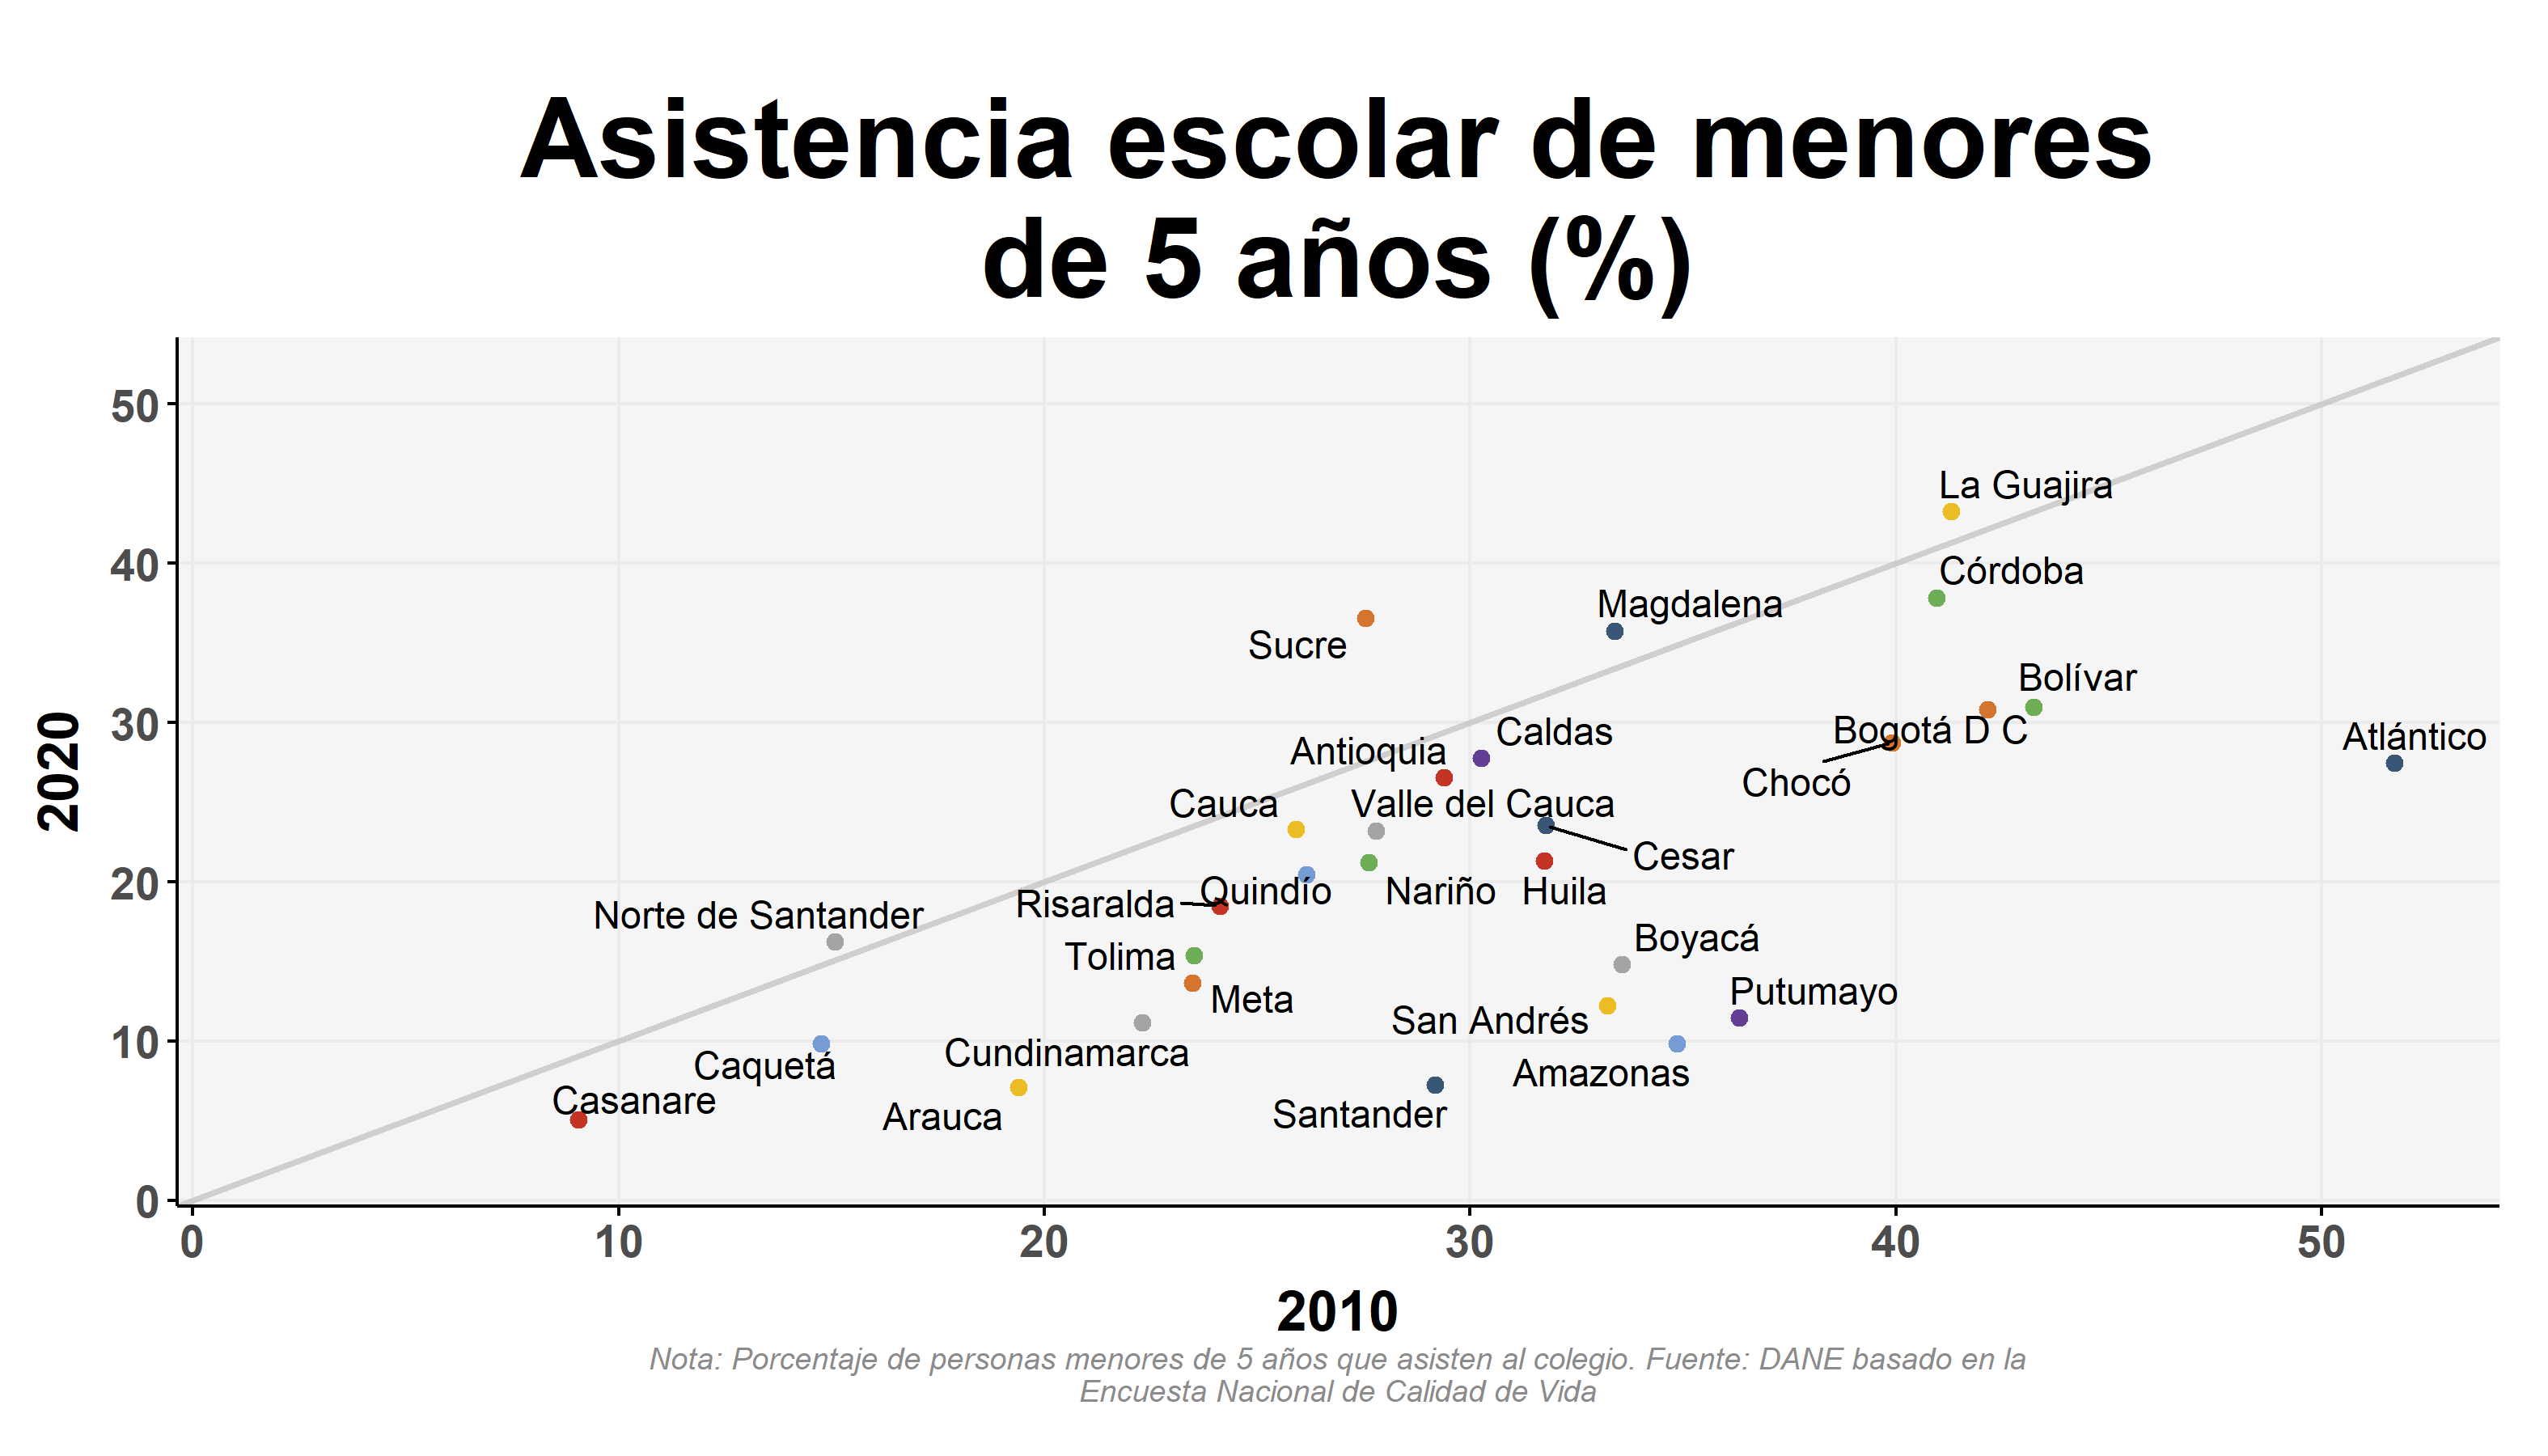 Asistencia escolar de menores
de 5 años (%)
50
La Guajira
40
Córdoba
Magdalena
Sucre
Bolívar
30
Caldas
Bogotá D C
Atlántico
Antioquia
Chocó
Cauca
Valle del Cauca
Cesar
20
Quindío
Nariño
Huila
Risaralda
Norte de Santander
Boyacá
Tolima
Putumayo
Meta
San Andrés
10
Cundinamarca
Caquetá
Amazonas
Casanare
Arauca
Santander
0
2020
0
10
20
30
40
50
2010
Nota: Porcentaje de personas menores de 5 años que asisten al colegio. Fuente: DANE basado en la
Encuesta Nacional de Calidad de Vida